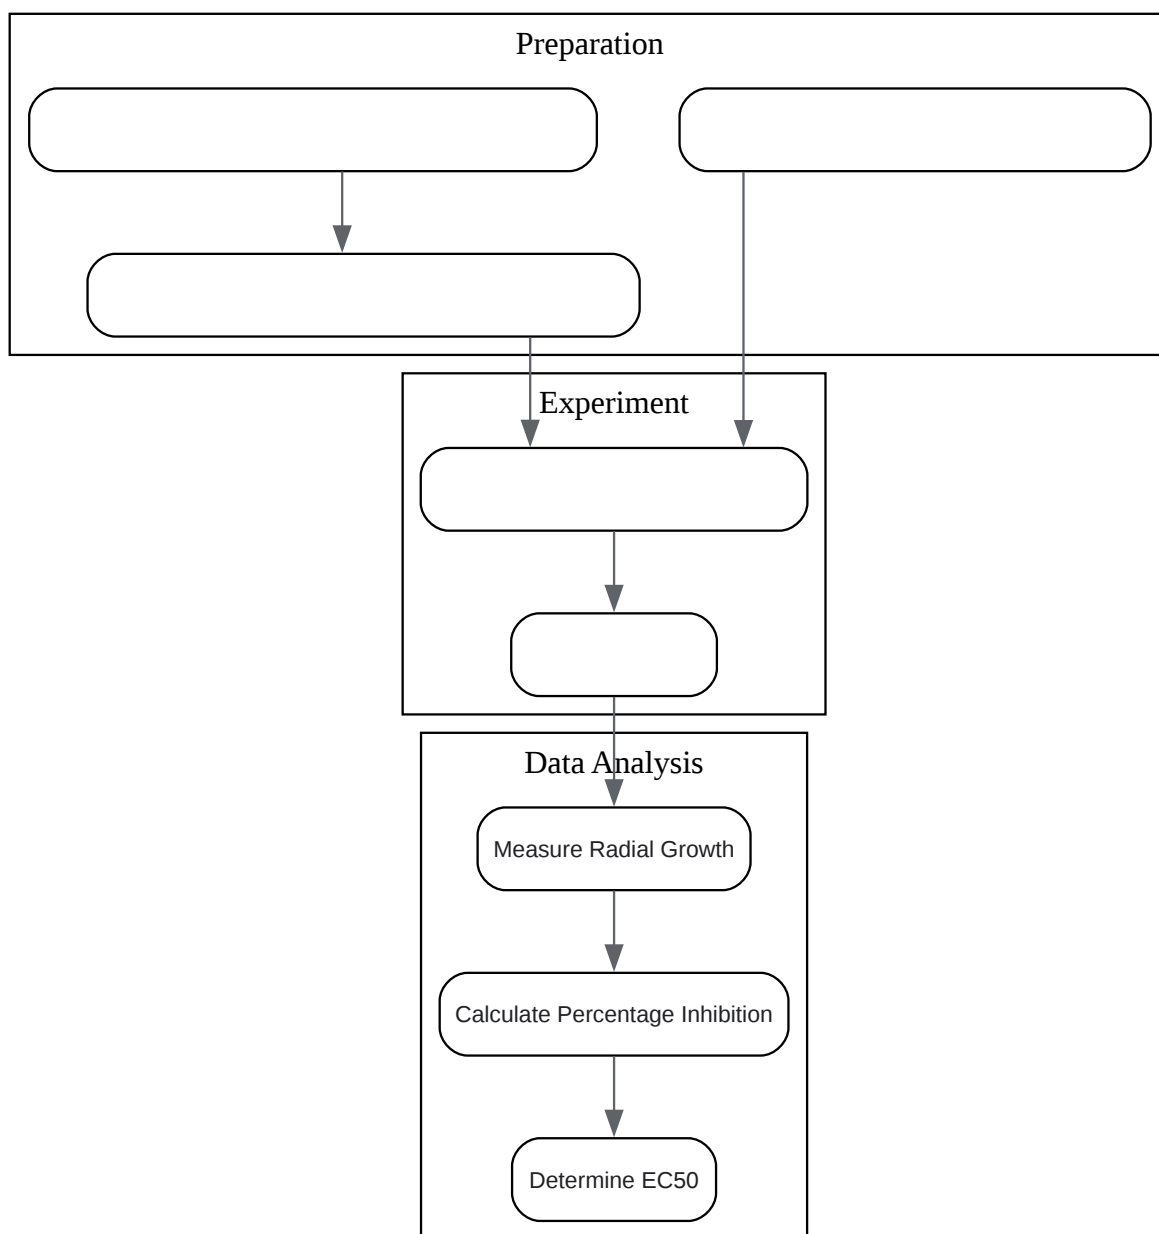 Preparation
Experiment
Data Analysis
Measure Radial Growth
Calculate Percentage Inhibition
Determine EC50